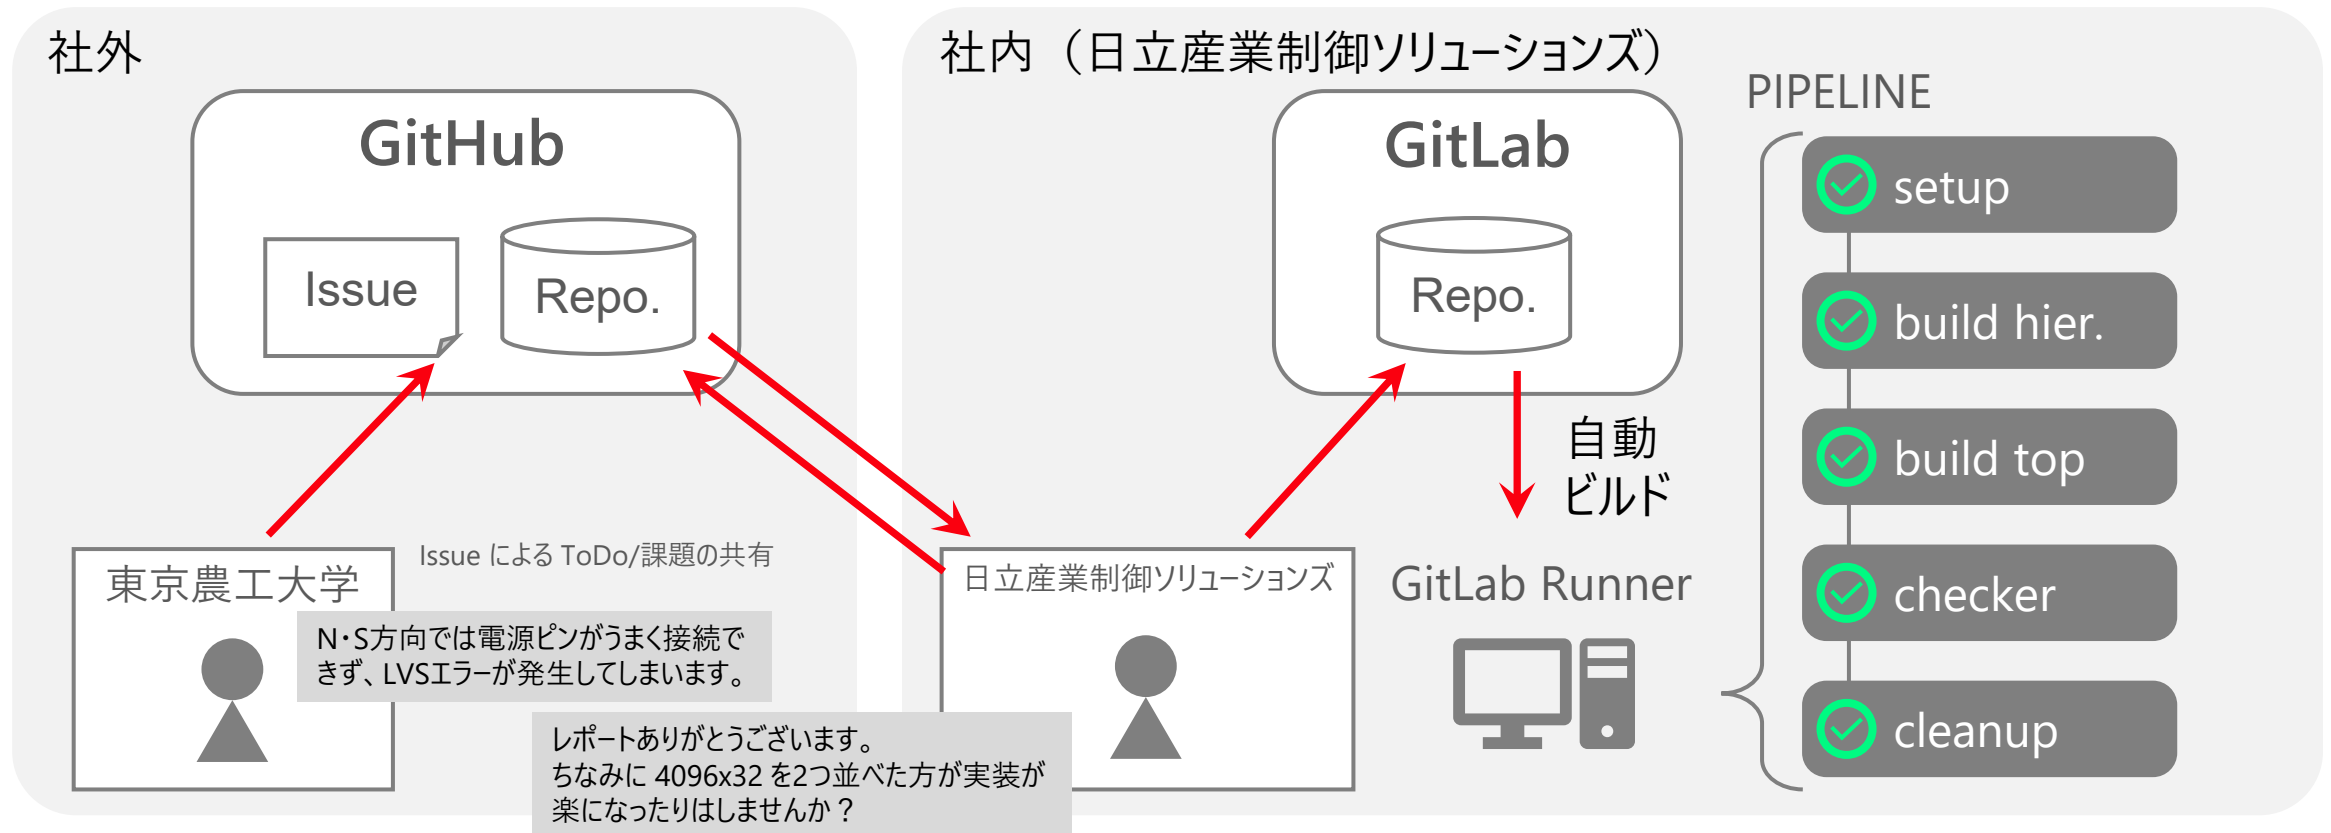 社外
GitHub
Issue
Repo.
東京農工大学
Issue による ToDo/課題の共有
N・S方向では電源ピンがうまく接続で
きず、LVSエラーが発生してしまいます。
レポートありがとうございます。
ちなみに 4096x32 を2つ並べた方が実装が
楽になったりはしませんか？
社内（日立産業制御ソリューションズ）
GitLab
Repo.
自動
ビルド
日立産業制御ソリューションズ
GitLab Runner
PIPELINE
setup
build hier.
build top
checker
cleanup